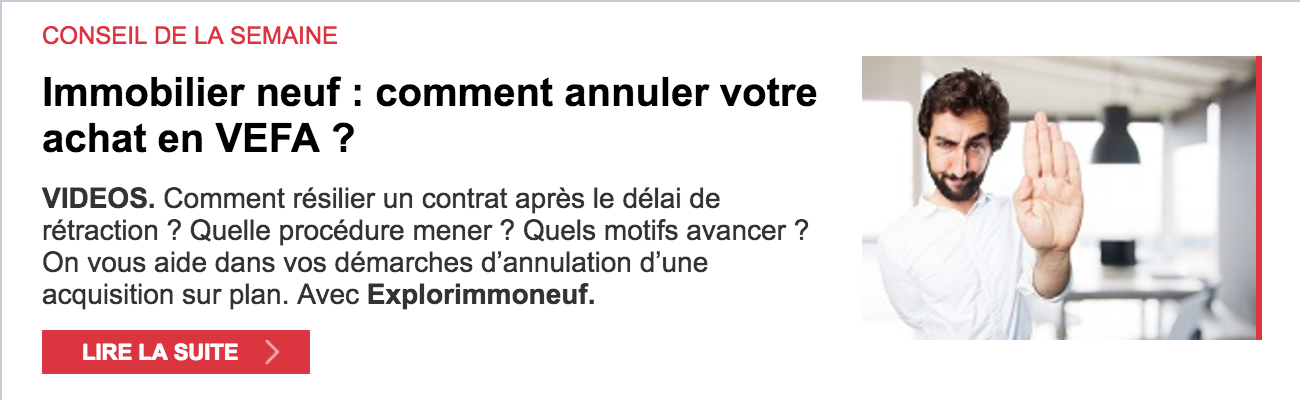 CONSEIL DE LA SEMAINE
Immobilier neuf : comment annuler votre
achat en VEFA ?
VIDEOS. Comment résilier un contrat après le délai de
rétraction ? Quelle procédure mener ? Quels motifs avancer ?
On vous aide dans vos démarches d’annulation d’une
acquisition sur plan. Avec Explorimmoneuf.
LIRE LA SUITE